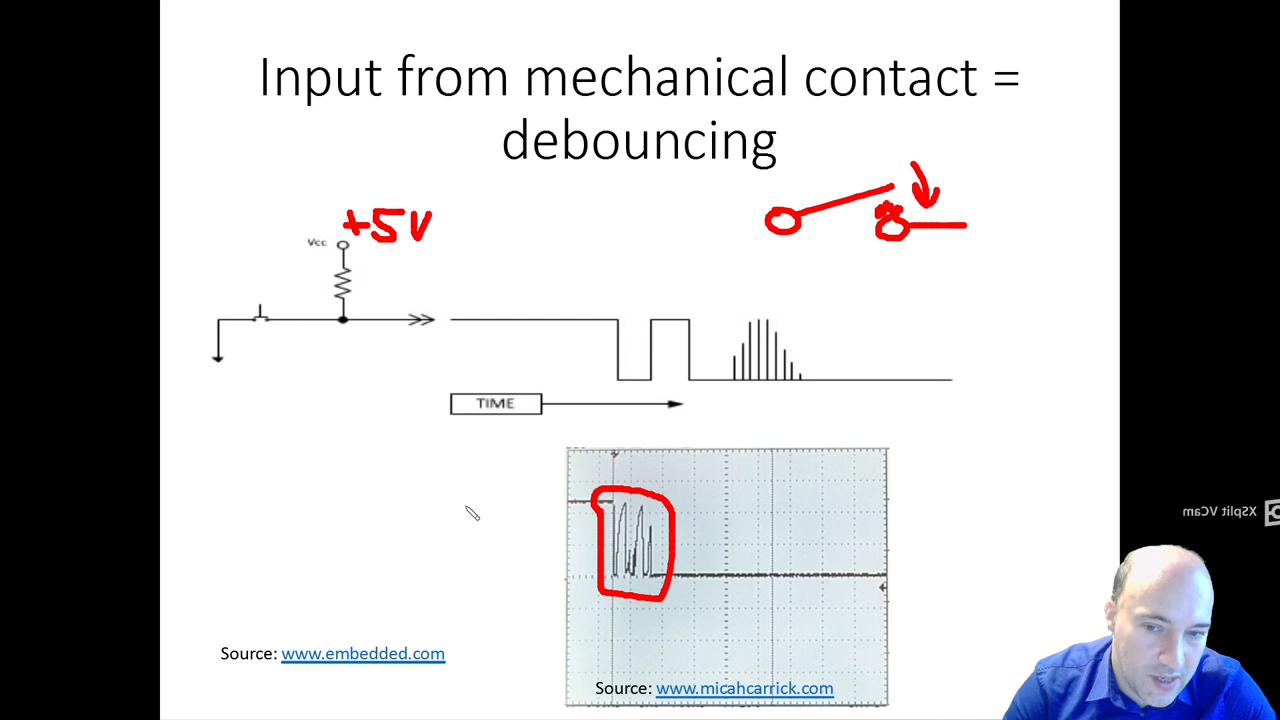 Input from mechanical contact =
debouncing
+5V
Vcc
TIME
XSplit VCam
Source: www.embedded.com
Source: www.micahcarrick.com